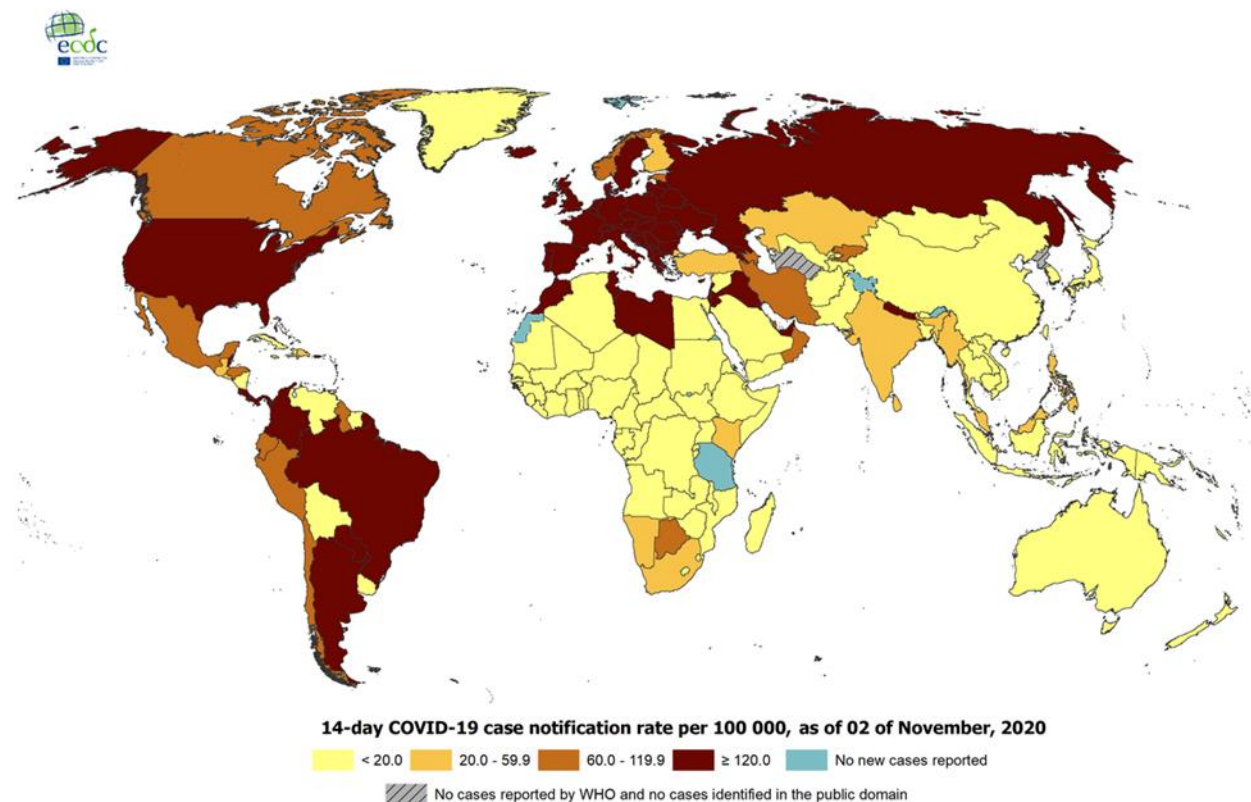 ecdc
14-day COVID-19 case notification rate per 100 000, as of 02 of November, 2020
< 20.0
20.0 - 59.9
60.0 - 119.9
≥ 120.0
No new cases reported
No cases reported by WHO and no cases identified in the public domain